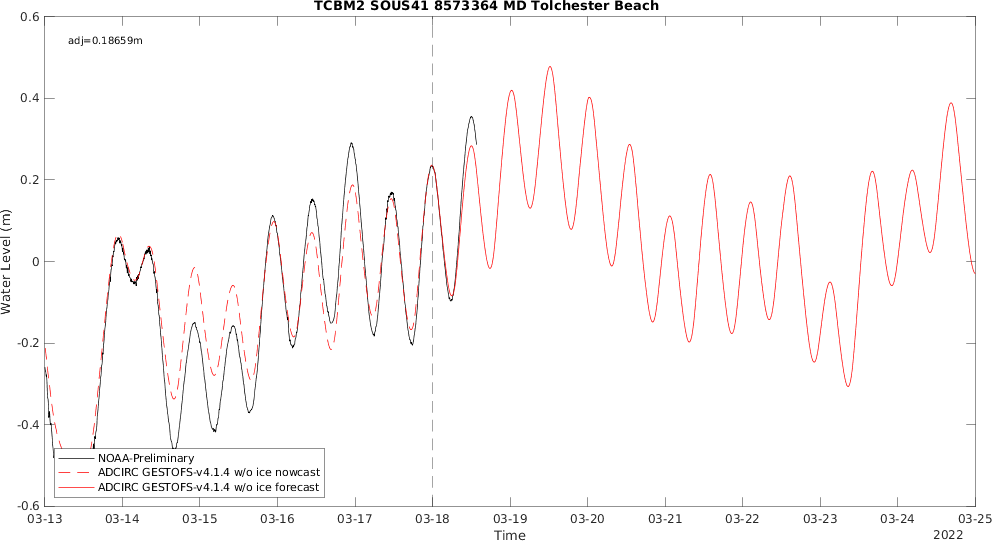 TCBM2 SOUS41 8573364 MD Tolchester Beach
adj=0.18659m
0.6
0.4
0.2
0
-0.2
-0.4
-0.6
Water Level (m)
NOAA-Preliminary
ADCIRC GESTOFS-v4.1.4 w/o ice nowcast
ADCIRC GESTOFS-v4.1.4 w/o ice forecast
03-13 03-14 03-15 03-16 03-17 03-18 03-19 03-20 03-21 03-22 03-23 03-24 03-25
Time
2022